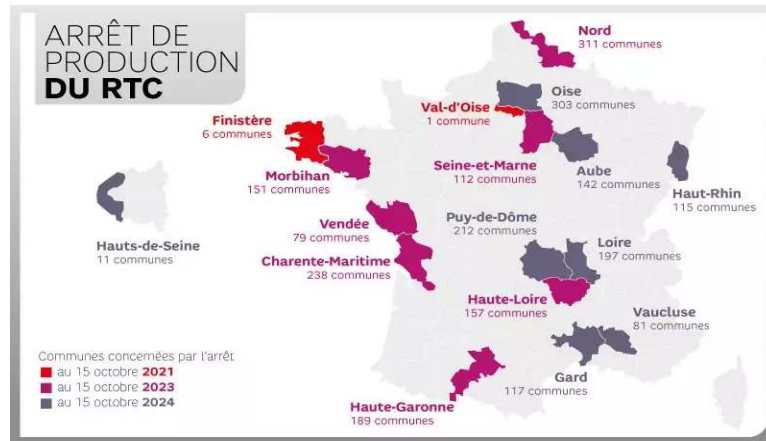 ARRÊT DE
PRODUCTION
DU RTC
Nord
311 communes
Oise
303 communes
Val-d'Oise
1 commune
Finistère
6 communes
Seine-et-Marne
112 communes
Aube
142 communes
Haut-Rhin
115 communes
Morbihan
151 communes
Hauts-de-Seine
11 communes
Vendée
79 communes
Puy-de-Dôme
212 communes
Loire
197 communes
Charente-Maritime
238 communes
Haute-Loire
157 communes
Vaucluse
81 communes
Gard
117 communes
Haute-Garonne
189 communes
Communes concernées par l'arrêt
au 15 octobre 2021
au 15 octobre 2023
au 15 octobre 2024